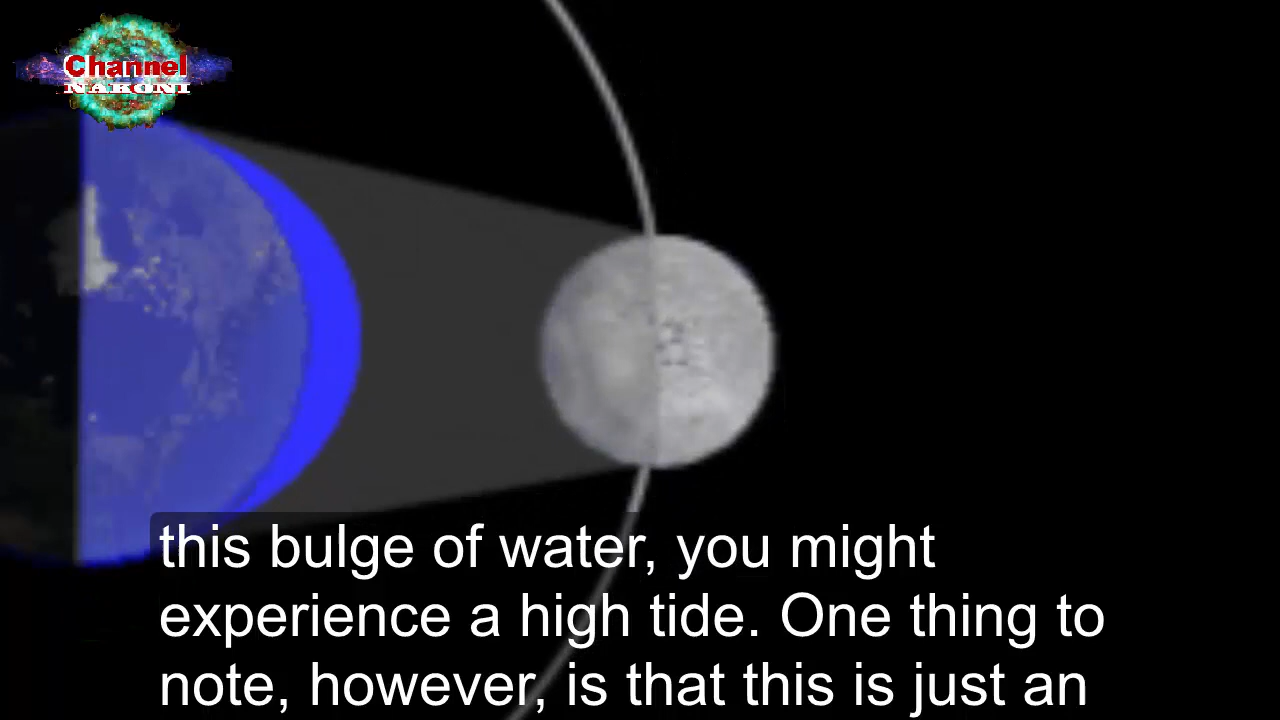 Channel
NAKONI
this bulge of water, you might
experience a high tide. One thing to
note, however, is that this is just an